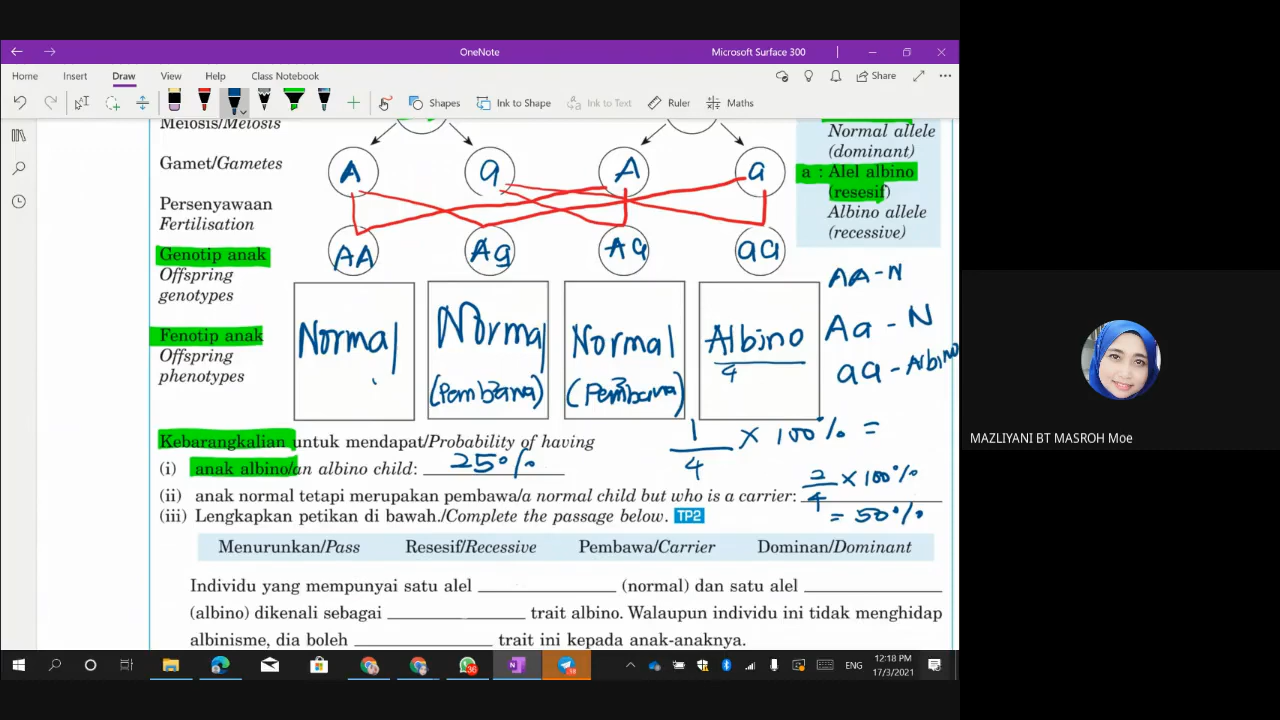 OneNote
Microsoft Surface 300
Home Insert Draw View Help Class Notebook Share
Shapes Ink to Shape Ink to Text Ruler Maths
Meiosis/Meiosis
Gamet/Gametes
A a A a
Persenyawaan
Fertilisation
Genotip anak
Offspring
genotypes
AA Aa Aa aa
Fenotip anak
Offspring
phenotypes
Normal
Normal
(Pembawa)
Normal
(Pembawa)
Albino
4
Normal allele
(dominant)
a : Alel albino
(resesif)
Albino allele
(recessive)
AA - N
Aa - N
aa - Albino
Kebarangkalian untuk mendapat/Probability of having
1/4 × 100% =
(i) anak albino/an albino child: 25%
(ii) anak normal tetapi merupakan pembawa/a normal child but who is a carrier: 2/4 × 100%
= 50%
(iii) Lengkapkan petikan di bawah./Complete the passage below. TP2
Menurunkan/Pass Resesif/Recessive Pembawa/Carrier Dominan/Dominant
Individu yang mempunyai satu alel ____________ (normal) dan satu alel ____________
(albino) dikenali sebagai ____________ trait albino. Walaupun individu ini tidak menghidap
albinisme, dia boleh ____________ trait ini kepada anak-anaknya.
MAZLIYANI BT MASROH Moe
ENG
12:18 PM
17/3/2021